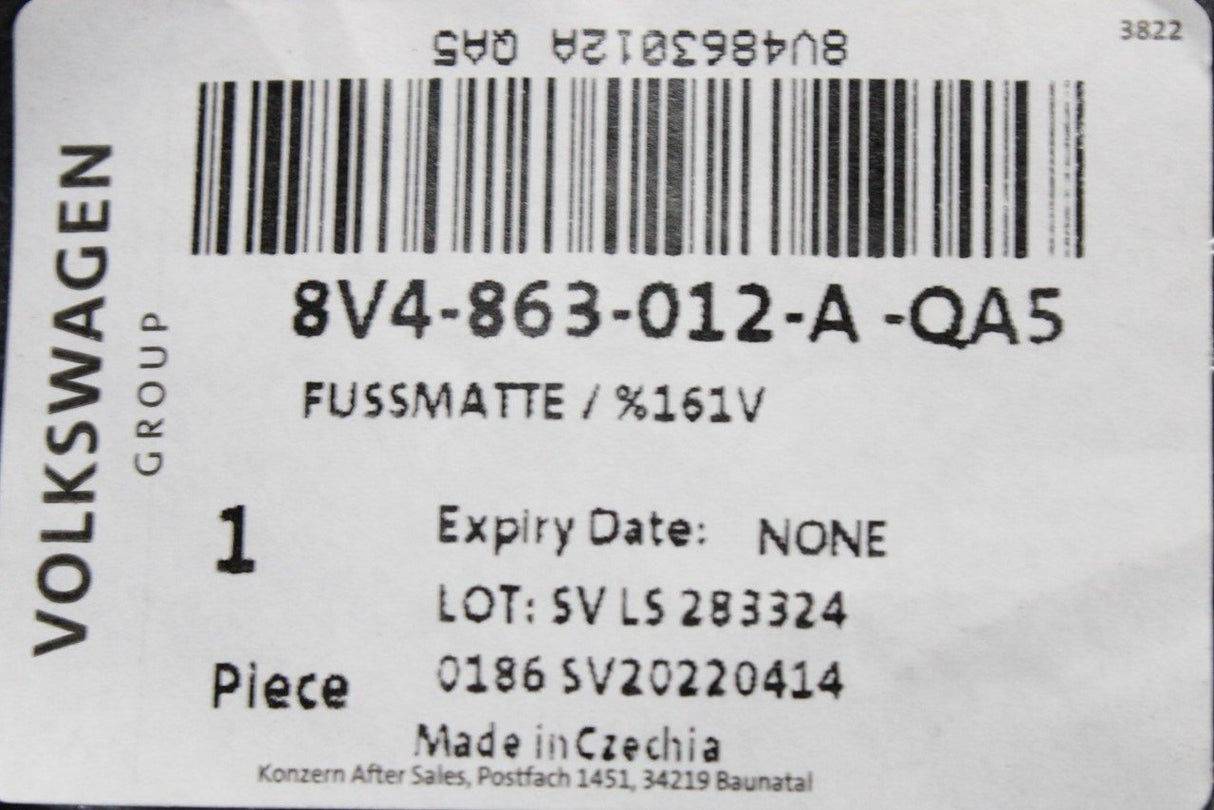 3822
8V4863012A QA5
VOLKSWAGEN
GROUP
8V4-863-012-A -QA5
FUSSMATTE / %161V
1
Piece
Expiry Date: NONE
LOT: SV LS 283324
0186 SV20220414
Made in Czechia
Konzern After Sales, Postfach 1451, 34219 Baunatal